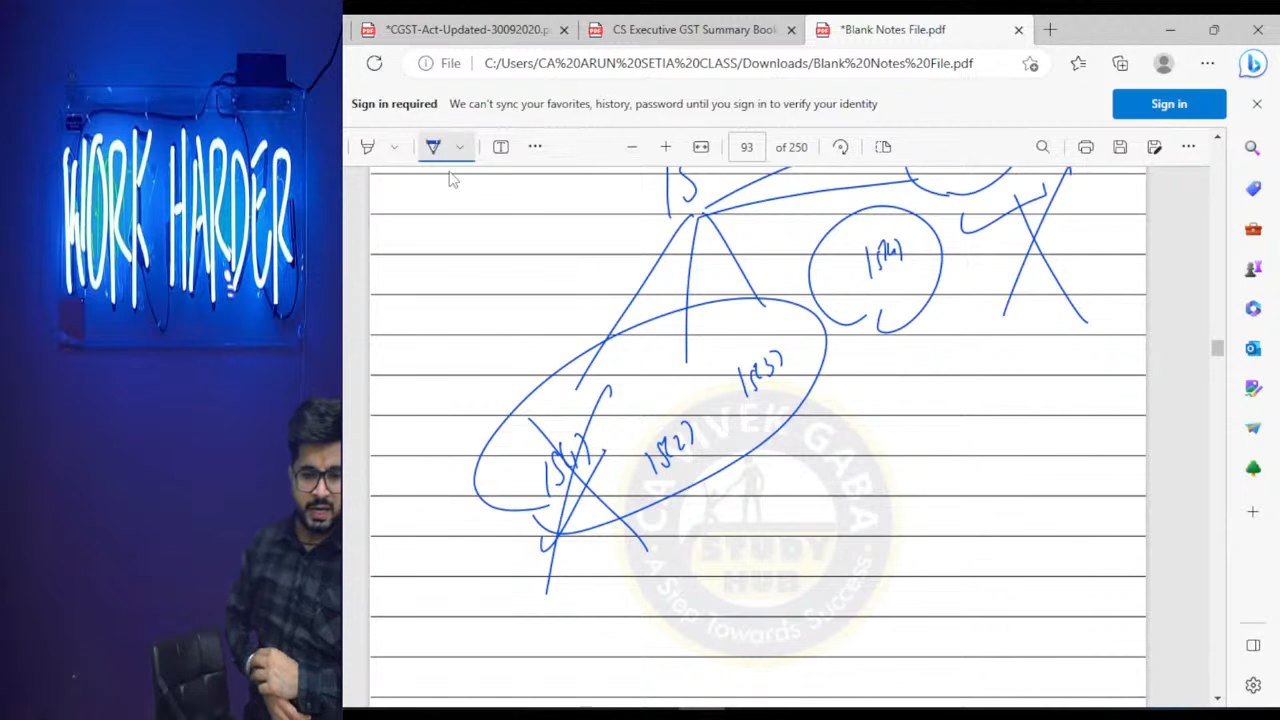 WORK HARDER
*CGST-Act-Updated-30092020.p
CS Executive GST Summary Book
*Blank Notes File.pdf
File
C:/Users/CA%20ARUN%20SETIA%20CLASS/Downloads/Blank%20Notes%20File.pdf
Sign in required
We can't sync your favorites, history, password until you sign in to verify your identity
Sign in
93
of 250
15
15(4)
15(3)
15(2)
15(1)
CA VIVEK GABA
STUDY
HUB
A Step Towards Success